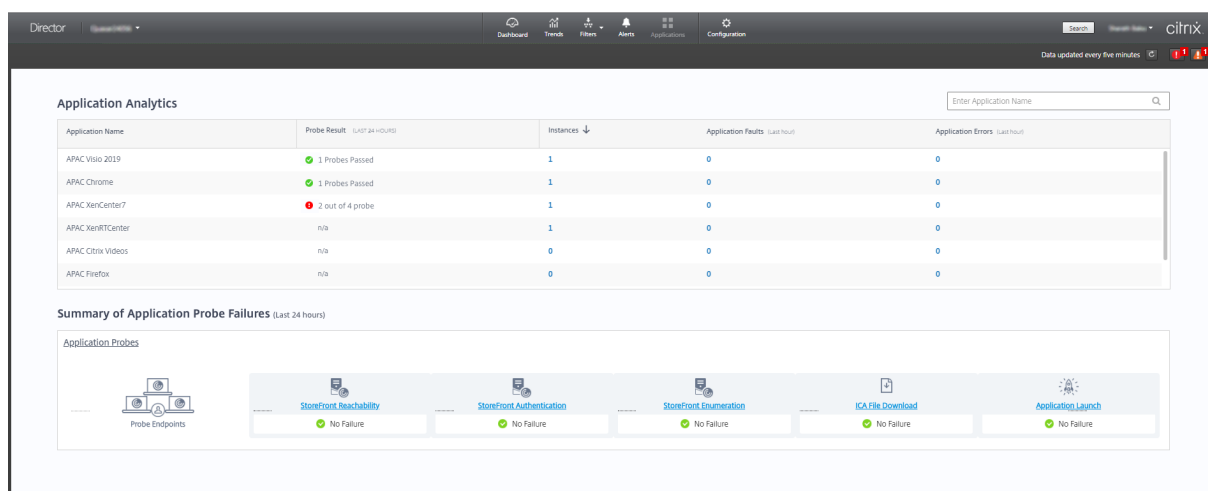 Director
Dashboard Trends Filters Alerts Applications Configuration
Search
citrix
Data updated every five minutes 1 1
Application Analytics
Enter Application Name
Application Name Probe Result (LAST 24 HOURS) Instances Application Faults (Last hour) Application Errors (Last hour)
APAC Visio 2019 1 Probes Passed 1 0 0
APAC Chrome 1 Probes Passed 1 0 0
APAC XenCenter7 2 out of 4 probe 1 0 0
APAC XenRTCenter n/a 1 0 0
APAC Citrix Videos n/a 0 0 0
APAC Firefox n/a 0 0 0
Summary of Application Probe Failures (Last 24 hours)
Application Probes
StoreFront Reachability StoreFront Authentication StoreFront Enumeration ICA File Download Application Launch
Probe Endpoints No Failure No Failure No Failure No Failure No Failure